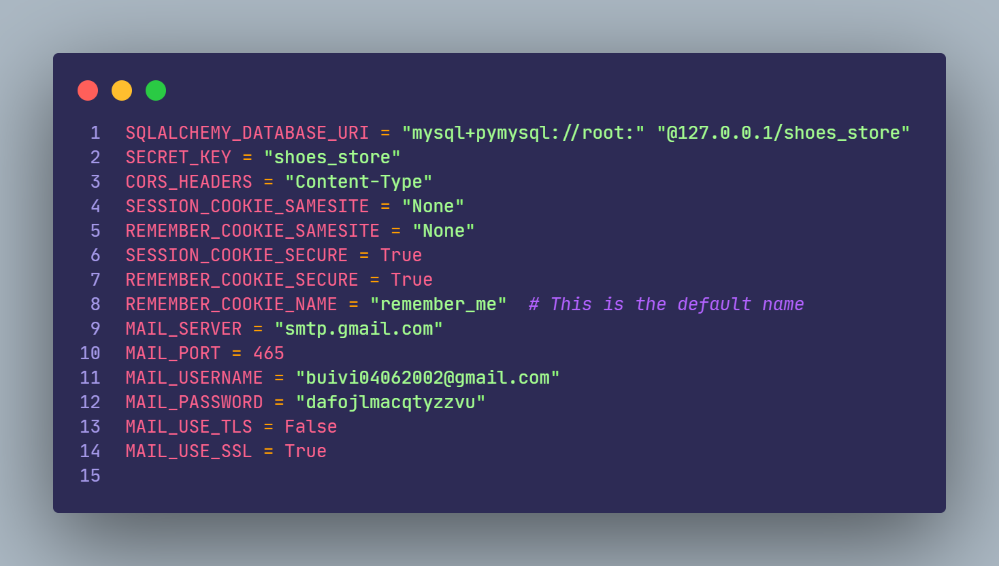 1 SQLALCHEMY_DATABASE_URI = "mysql+pymysql://root:" "@127.0.0.1/shoes_store"
2 SECRET_KEY = "shoes_store"
3 CORS_HEADERS = "Content-Type"
4 SESSION_COOKIE_SAMESITE = "None"
5 REMEMBER_COOKIE_SAMESITE = "None"
6 SESSION_COOKIE_SECURE = True
7 REMEMBER_COOKIE_SECURE = True
8 REMEMBER_COOKIE_NAME = "remember_me"  # This is the default name
9 MAIL_SERVER = "smtp.gmail.com"
10 MAIL_PORT = 465
11 MAIL_USERNAME = "buivi04062002@gmail.com"
12 MAIL_PASSWORD = "dafojlmacqtyzzvu"
13 MAIL_USE_TLS = False
14 MAIL_USE_SSL = True
15